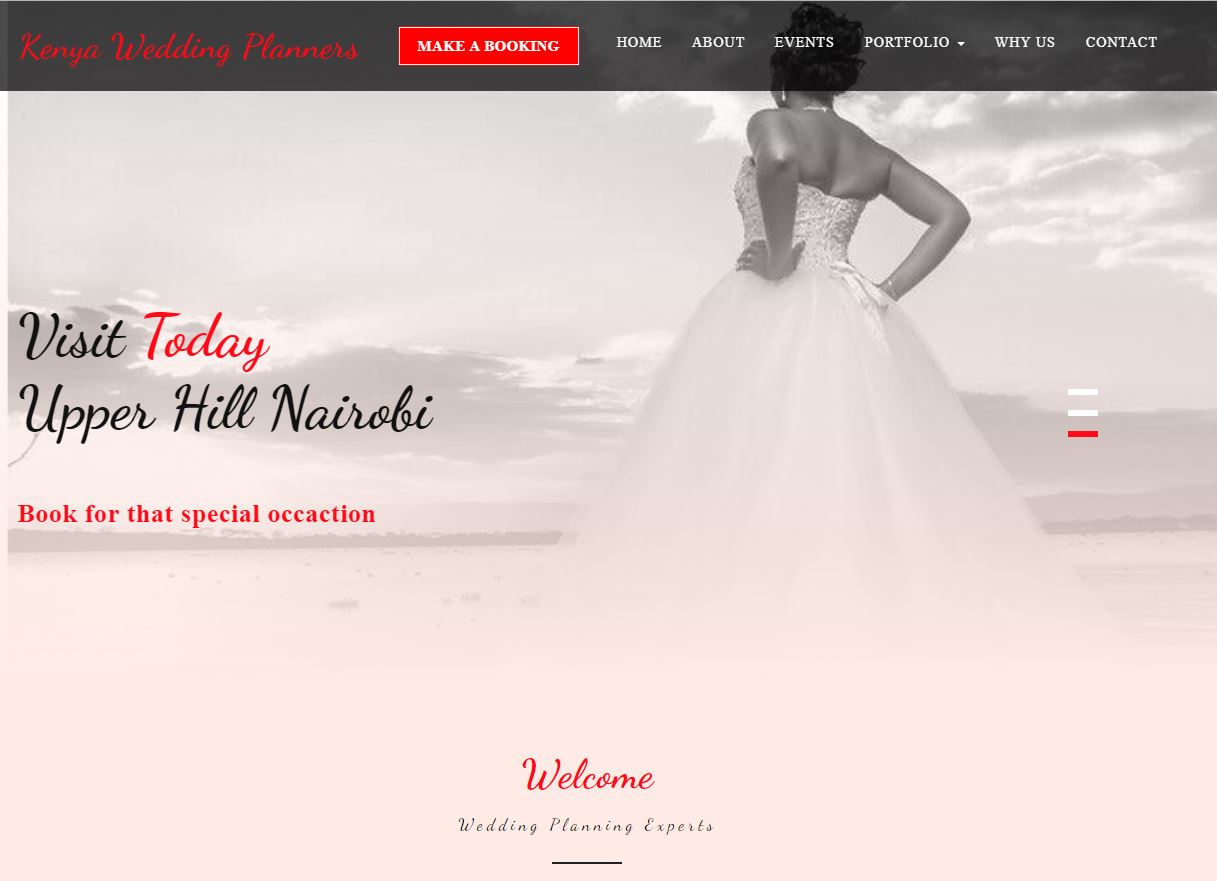 Kenya Wedding Planners
MAKE A BOOKING
HOME ABOUT EVENTS PORTFOLIO WHY US CONTACT
Visit Today
Upper Hill Nairobi
Book for that special occaction
Welcome
Wedding Planning Experts